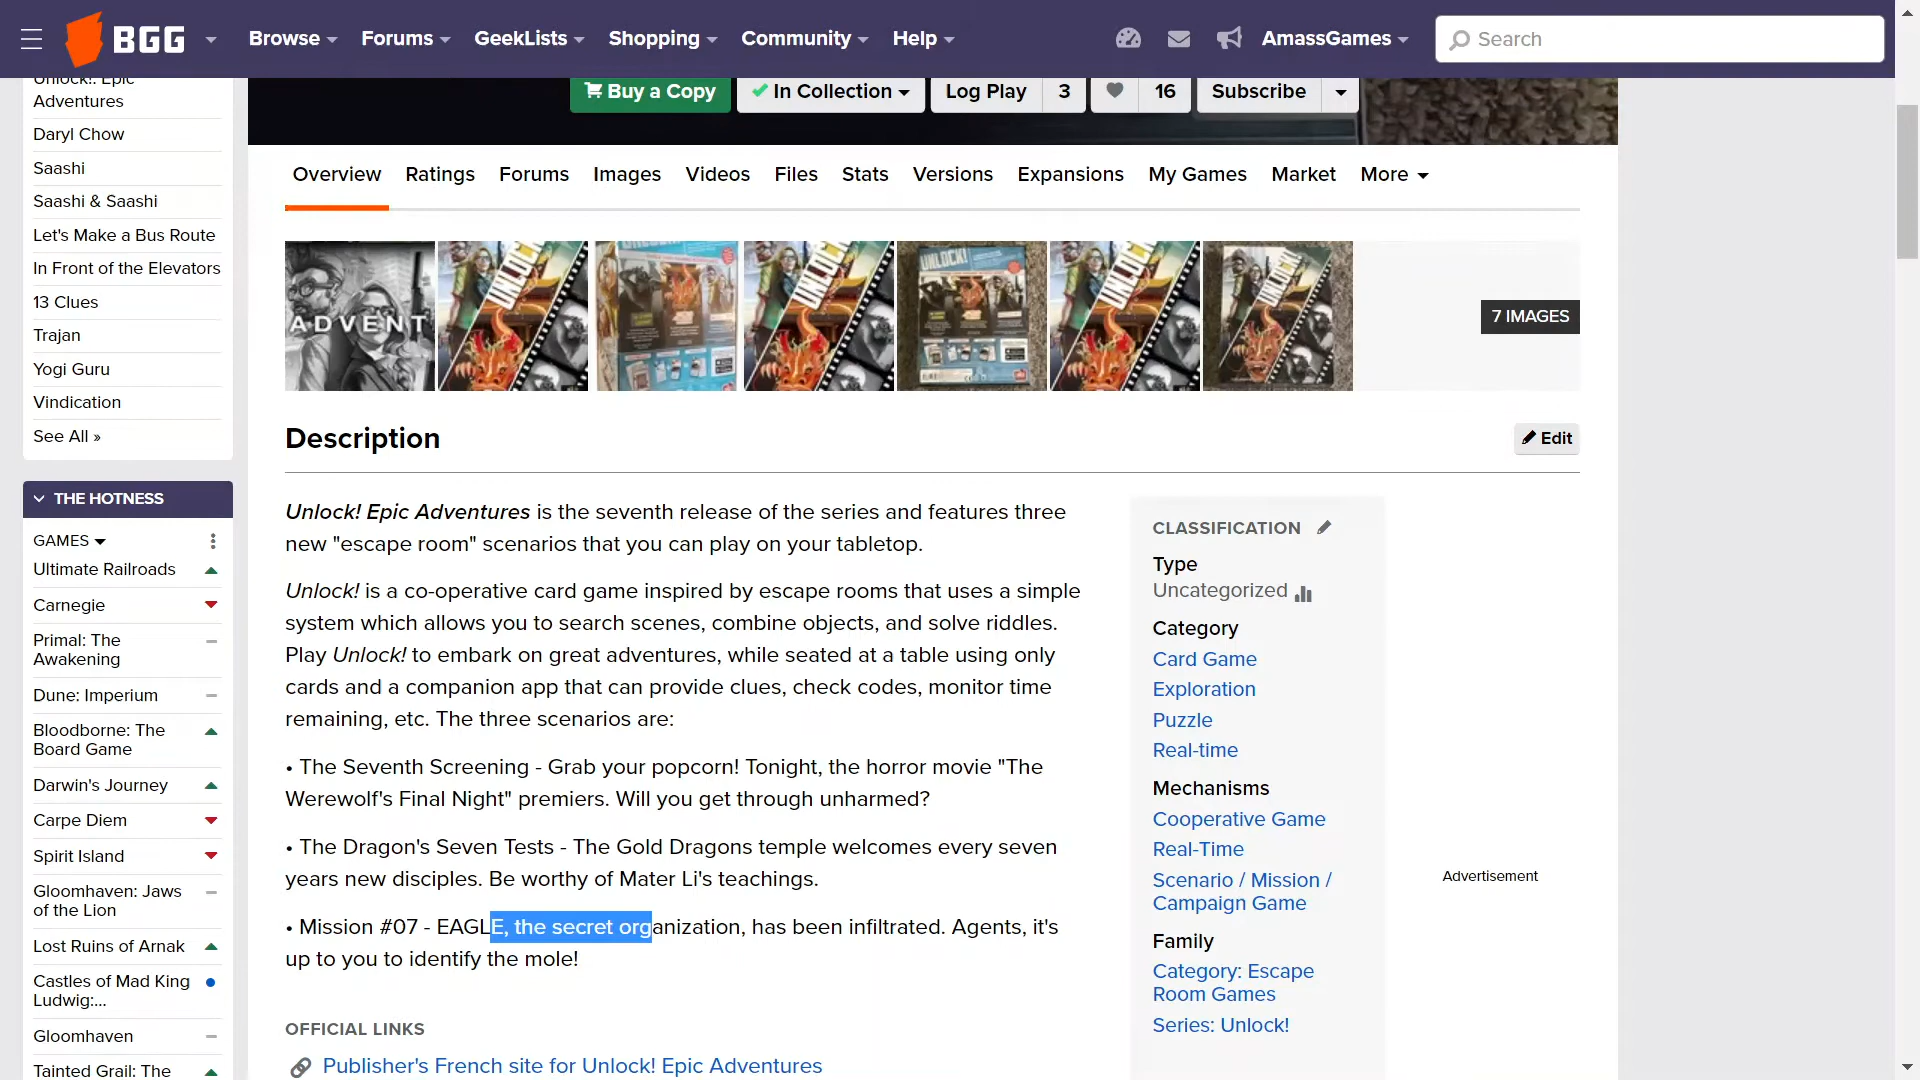 BGG
Browse
Forums
GeekLists
Shopping
Community
Help
AmassGames
Search
Unlock!: Epic
Adventures
Daryl Chow
Saashi
Saashi & Saashi
Let's Make a Bus Route
In Front of the Elevators
13 Clues
Trajan
Yogi Guru
Vindication
See All »
THE HOTNESS
GAMES
Ultimate Railroads
Carnegie
Primal: The
Awakening
Dune: Imperium
Bloodborne: The
Board Game
Darwin's Journey
Carpe Diem
Spirit Island
Gloomhaven: Jaws
of the Lion
Lost Ruins of Arnak
Castles of Mad King
Ludwig:...
Gloomhaven
Tainted Grail: The
Buy a Copy
In Collection
Log Play 3
16
Subscribe
Overview
Ratings
Forums
Images
Videos
Files
Stats
Versions
Expansions
My Games
Market
More
ADVENT
UNLOCK!
UNLOCK!
UNLOCK!
UNLOCK!
UNLOCK!
7 IMAGES
Description
Edit
Unlock! Epic Adventures is the seventh release of the series and features three
new "escape room" scenarios that you can play on your tabletop.
Unlock! is a co-operative card game inspired by escape rooms that uses a simple
system which allows you to search scenes, combine objects, and solve riddles.
Play Unlock! to embark on great adventures, while seated at a table using only
cards and a companion app that can provide clues, check codes, monitor time
remaining, etc. The three scenarios are:
• The Seventh Screening - Grab your popcorn! Tonight, the horror movie "The
Werewolf's Final Night" premiers. Will you get through unharmed?
• The Dragon's Seven Tests - The Gold Dragons temple welcomes every seven
years new disciples. Be worthy of Mater Li's teachings.
• Mission #07 - EAGLE, the secret organization, has been infiltrated. Agents, it's
up to you to identify the mole!
OFFICIAL LINKS
Publisher's French site for Unlock! Epic Adventures
CLASSIFICATION
Type
Uncategorized
Category
Card Game
Exploration
Puzzle
Real-time
Mechanisms
Cooperative Game
Real-Time
Scenario / Mission /
Campaign Game
Family
Category: Escape
Room Games
Series: Unlock!
Advertisement